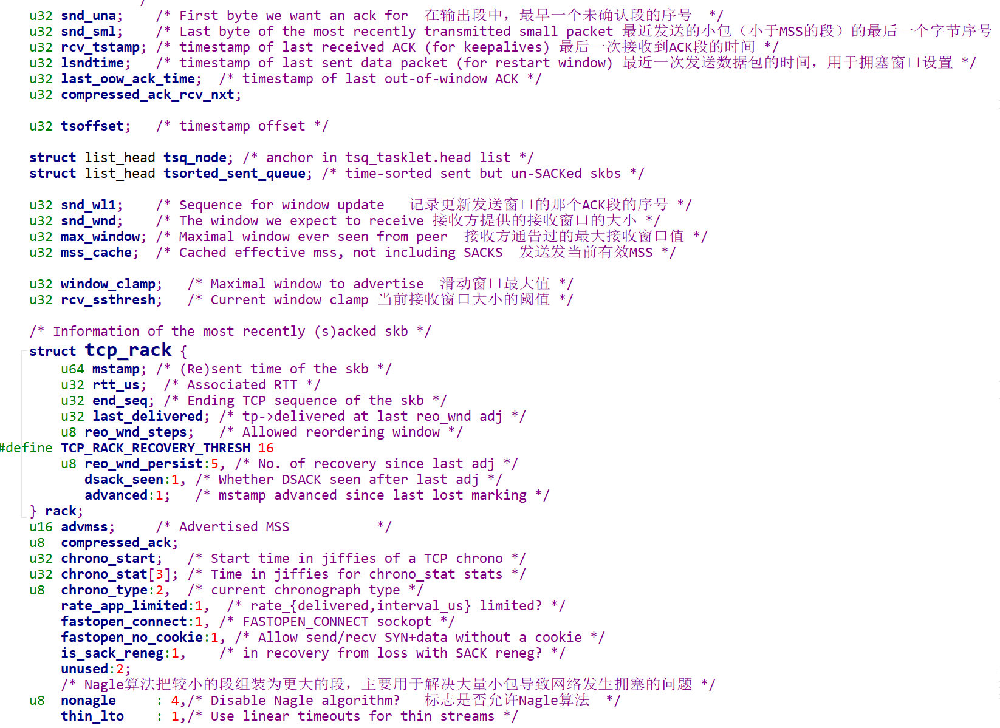 u32 snd_una;    /* First byte we want an ack for  在输出段中，最早一个未确认段的序号  */
u32 snd_sml;    /* Last byte of the most recently transmitted small packet 最近发送的小包（小于MSS的段）的最后一个字节序号
u32 rcv_tstamp; /* timestamp of last received ACK (for keepalives) 最后一次接收到ACK段的时间 */
u32 lsndtime;   /* timestamp of last sent data packet (for restart window) 最近一次发送数据包的时间，用于拥塞窗口设置 */
u32 last_oow_ack_time;  /* timestamp of last out-of-window ACK */
u32 compressed_ack_rcv_nxt;
u32 tsoffset;   /* timestamp offset */
struct list_head tsq_node; /* anchor in tsq_tasklet.head list */
struct list_head tsorted_sent_queue; /* time-sorted sent but un-SACKed skbs */
u32 snd_wl1;    /* Sequence for window update   记录更新发送窗口的那个ACK段的序号 */
u32 snd_wnd;    /* The window we expect to receive 接收方提供的接收窗口的大小 */
u32 max_window; /* Maximal window ever seen from peer  接收方通告过的最大接收窗口值 */
u32 mss_cache;  /* Cached effective mss, not including SACKS  发送发当前有效MSS */
u32 window_clamp;   /* Maximal window to advertise  滑动窗口最大值 */
u32 rcv_ssthresh;   /* Current window clamp 当前接收窗口大小的阈值 */
/* Information of the most recently (s)acked skb */
struct tcp_rack {
u64 mstamp; /* (Re)sent time of the skb */
u32 rtt_us;  /* Associated RTT */
u32 end_seq; /* Ending TCP sequence of the skb */
u32 last_delivered; /* tp->delivered at last reo_wnd adj */
u8 reo_wnd_steps;   /* Allowed reordering window */
#define TCP_RACK_RECOVERY_THRESH 16
u8 reo_wnd_persist:5, /* No. of recovery since last adj */
dsack_seen:1, /* Whether DSACK seen after last adj */
advanced:1;   /* mstamp advanced since last lost marking */
} rack;
u16 advmss;     /* Advertised MSS           */
u8  compressed_ack;
u32 chrono_start;   /* Start time in jiffies of a TCP chrono */
u32 chrono_stat[3]; /* Time in jiffies for chrono_stat stats */
u8  chrono_type:2,  /* current chronograph type */
rate_app_limited:1,  /* rate_{delivered,interval_us} limited? */
fastopen_connect:1, /* FASTOPEN_CONNECT sockopt */
fastopen_no_cookie:1, /* Allow send/recv SYN+data without a cookie */
is_sack_reneg:1,    /* in recovery from loss with SACK reneg? */
unused:2;
/* Nagle算法把较小的段组装为更大的段，主要用于解决大量小包导致网络发生拥塞的问题 */
u8  nonagle     : 4,/* Disable Nagle algorithm?   标志是否允许Nagle算法  */
thin_lto    : 1,/* Use linear timeouts for thin streams */